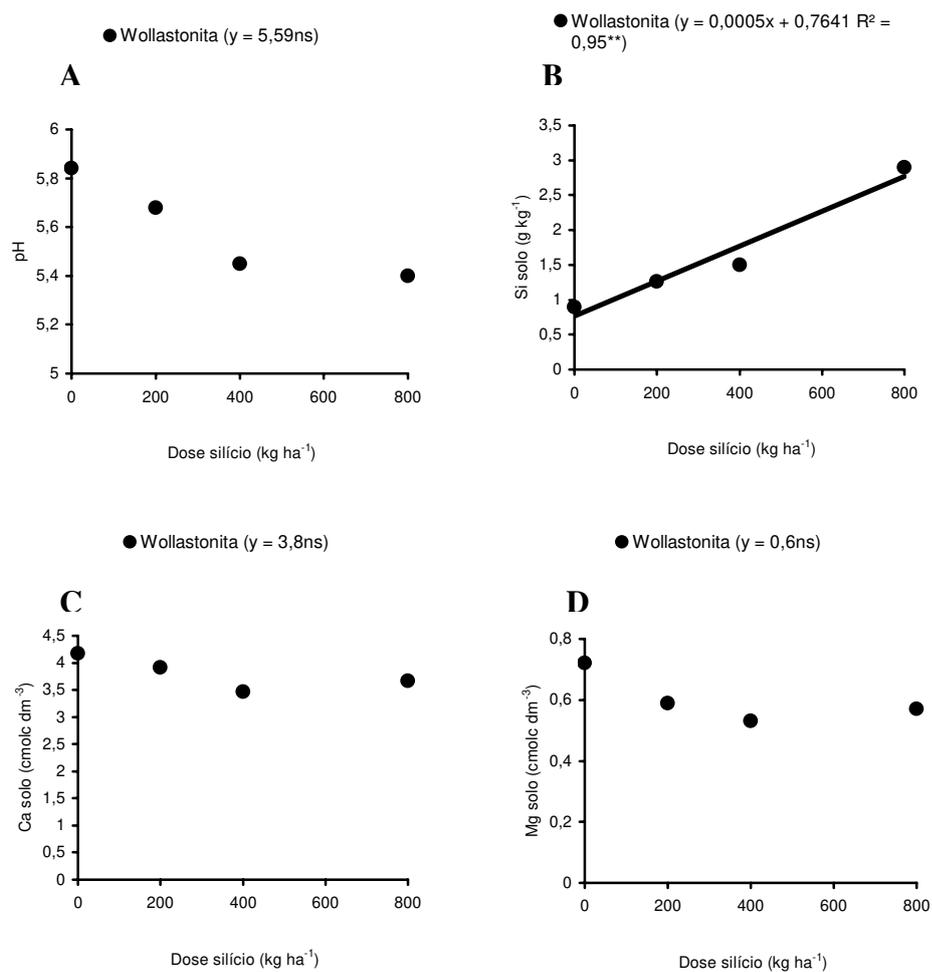 Wollastonita (y = 5,59ns)
A
6
5,8
5,6
5,4
5,2
5
pH
0 200 400 600 800
Dose silício (kg ha⁻¹)
Wollastonita (y = 0,0005x + 0,7641 R² =
0,95**)
B
3,5
3
2,5
2
1,5
1
0,5
0
Si solo (g kg⁻¹)
0 200 400 600 800
Dose silício (kg ha⁻¹)
Wollastonita (y = 3,8ns)
C
4,5
4
3,5
3
2,5
2
1,5
1
0,5
0
Ca solo (cmolc dm⁻³)
0 200 400 600 800
Dose silício (kg ha⁻¹)
Wollastonita (y = 0,6ns)
D
0,8
0,6
0,4
0,2
0
Mg solo (cmolc dm⁻³)
0 200 400 600 800
Dose silício (kg ha⁻¹)